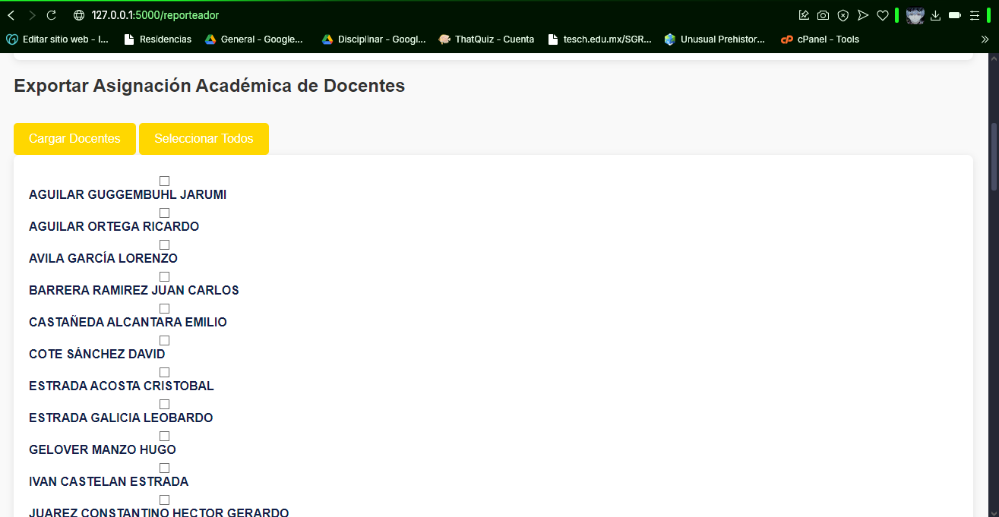 127.0.0.1:5000/reporteador
Editar sitio web - I... Residencias General - Google... Disciplinar - Googl... ThatQuiz - Cuenta tesch.edu.mx/SGR... Unusual Prehistor... cP cPanel - Tools
Exportar Asignación Académica de Docentes
Cargar Docentes Seleccionar Todos
AGUILAR GUGGEMBUHL JARUMI
AGUILAR ORTEGA RICARDO
AVILA GARCÍA LORENZO
BARRERA RAMIREZ JUAN CARLOS
CASTAÑEDA ALCANTARA EMILIO
COTE SÁNCHEZ DAVID
ESTRADA ACOSTA CRISTOBAL
ESTRADA GALICIA LEOBARDO
GELOVER MANZO HUGO
IVAN CASTELAN ESTRADA
JUAREZ CONSTANTINO HECTOR GERARDO